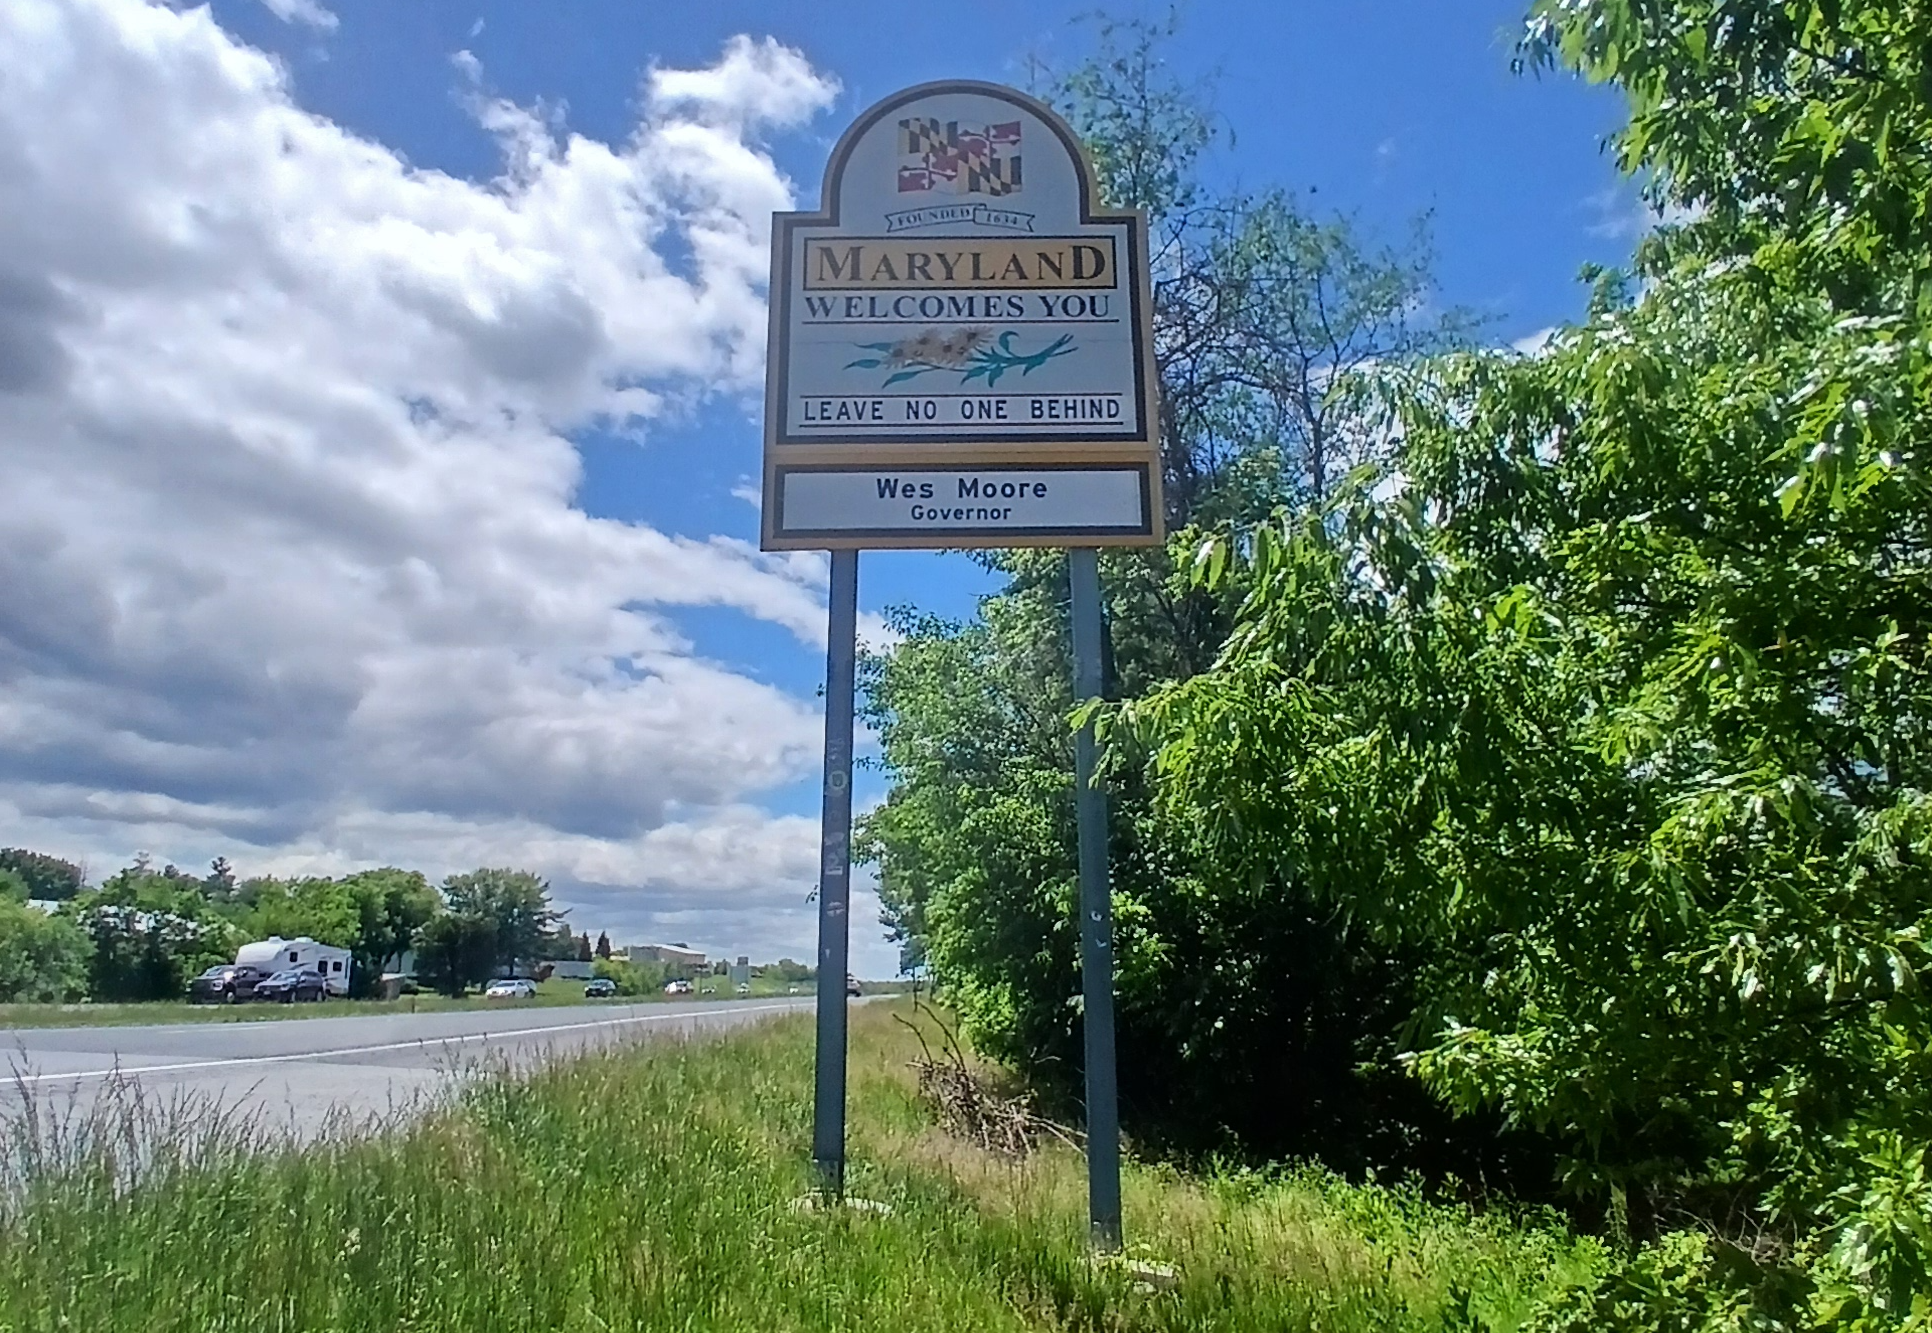 FOUNDED 1634
MARYLAND
WELCOMES YOU
LEAVE NO ONE BEHIND
Wes Moore
Governor